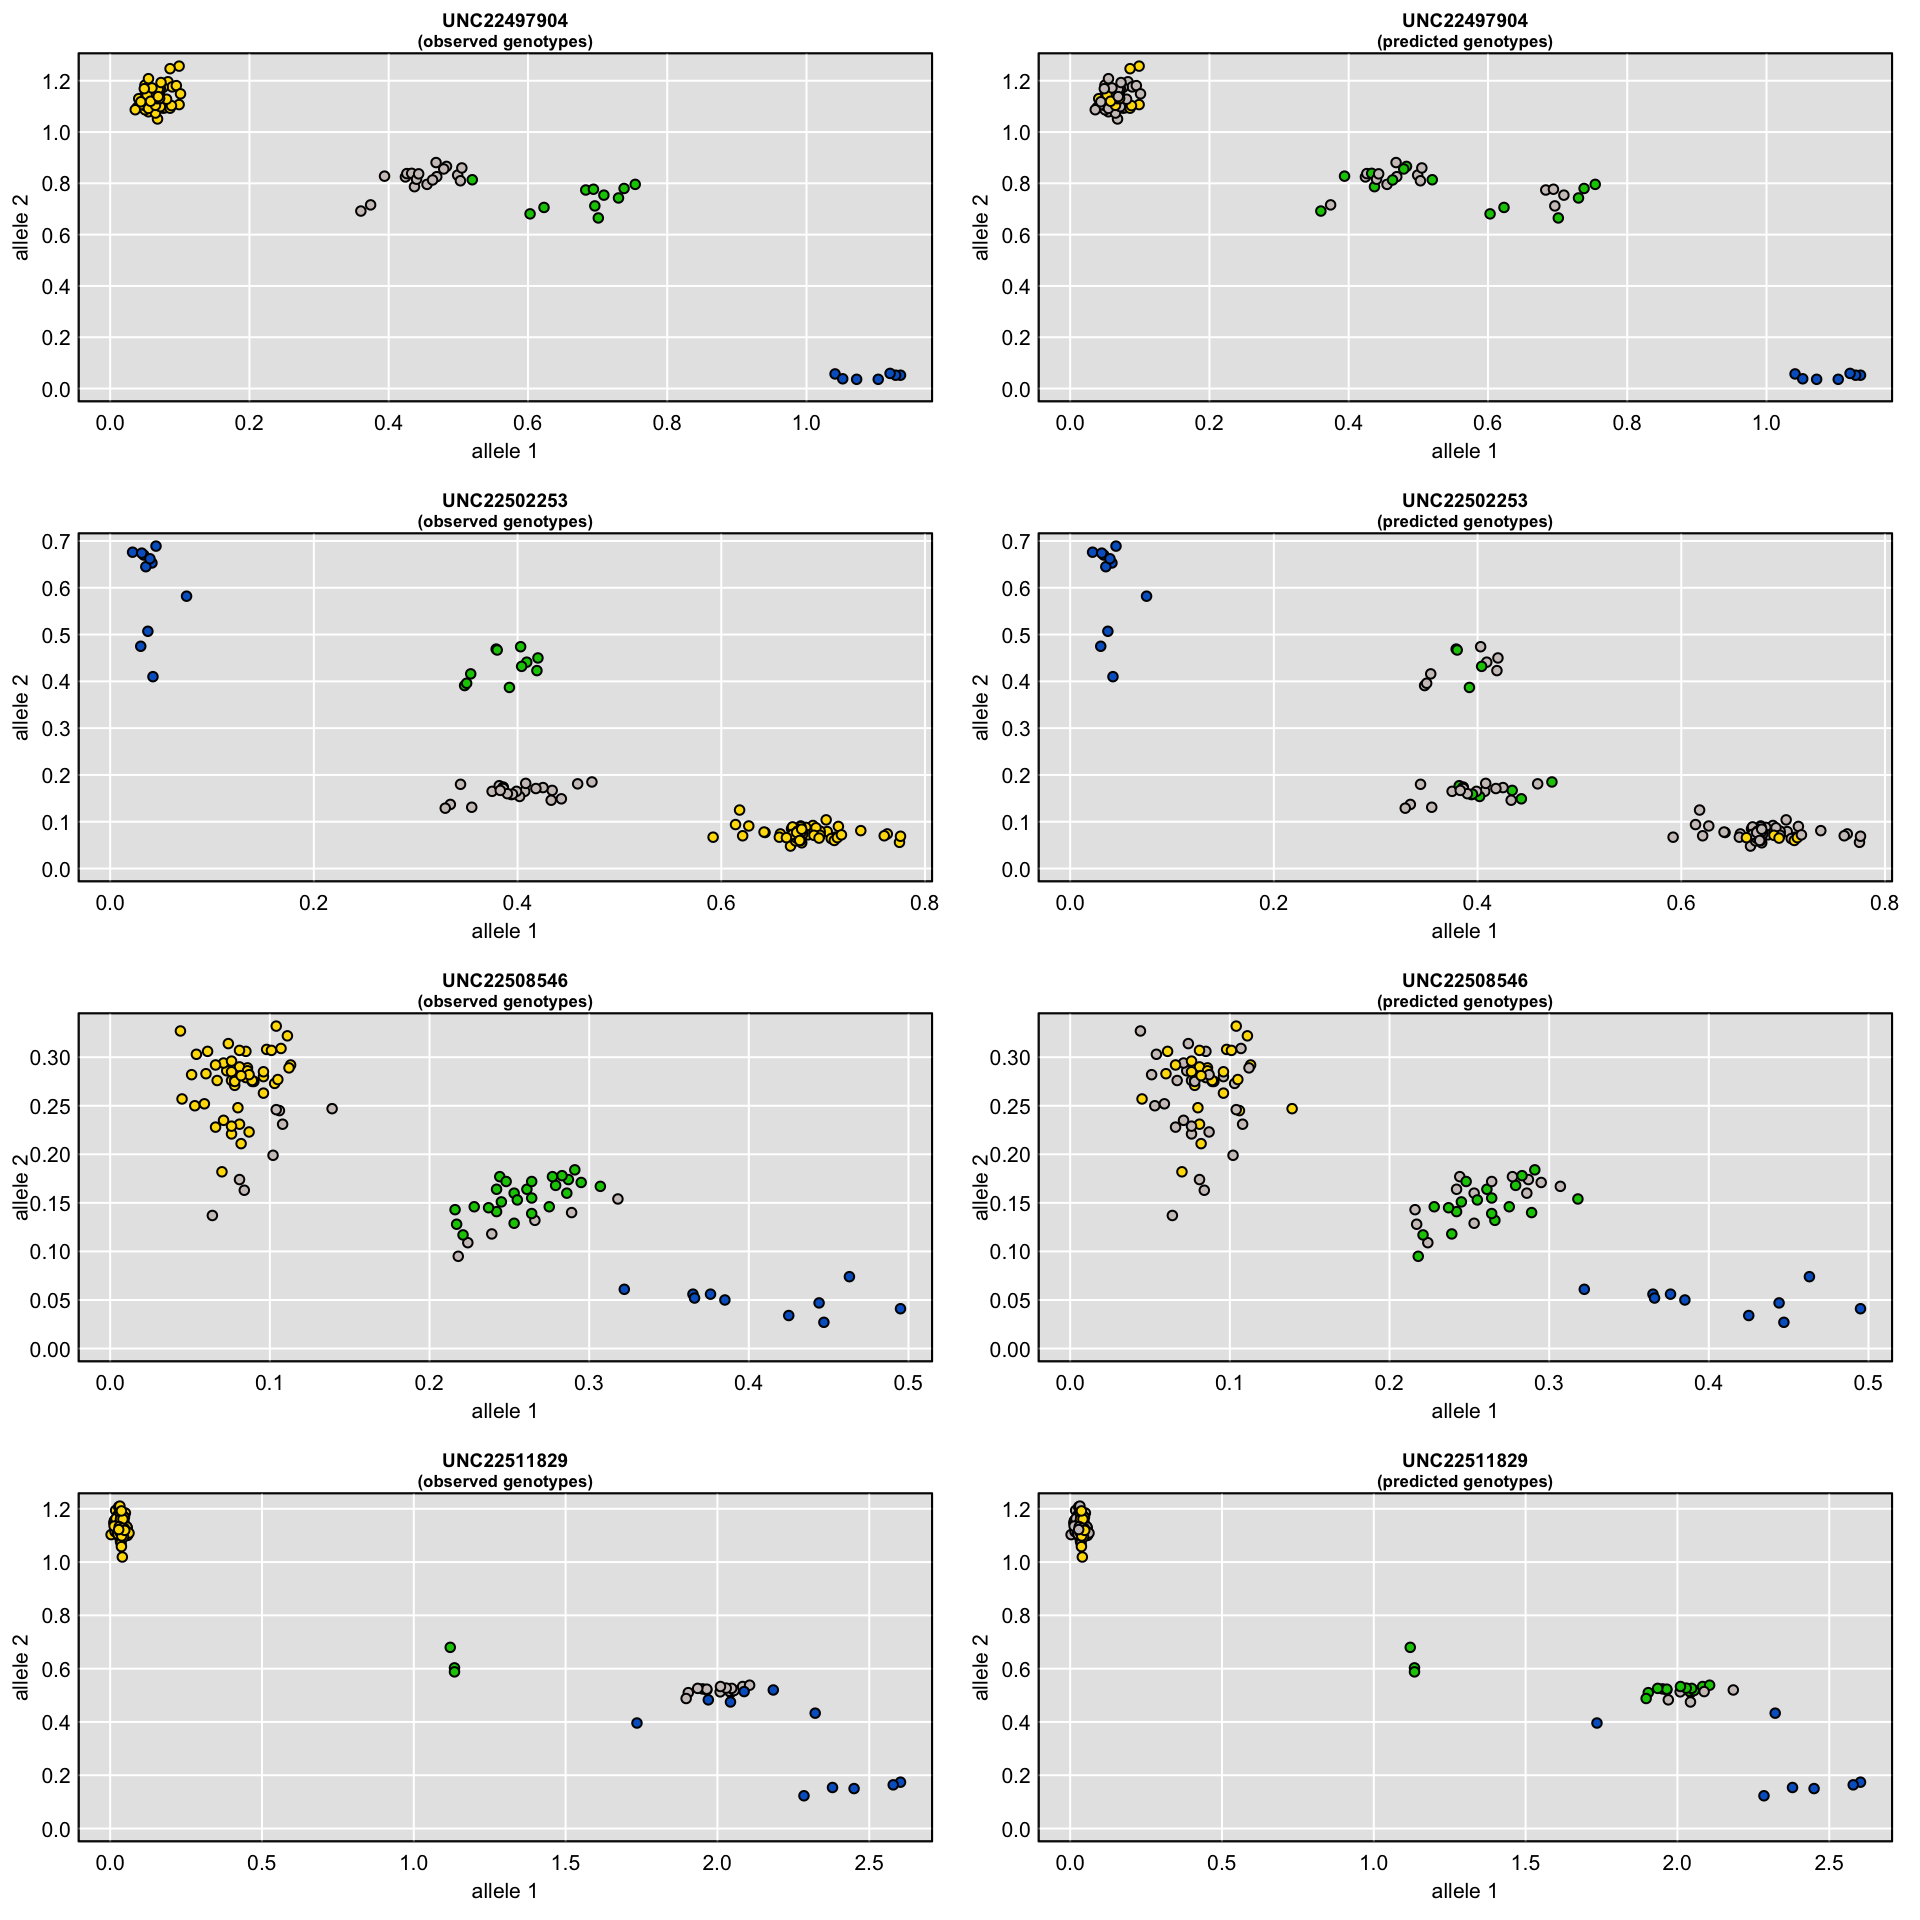 UNC22497904
(observed genotypes)
allele 2
1.2
1.0
0.8
0.6
0.4
0.2
0.0
0.0 0.2 0.4 0.6 0.8 1.0
allele 1
UNC22497904
(predicted genotypes)
allele 2
1.2
1.0
0.8
0.6
0.4
0.2
0.0
0.0 0.2 0.4 0.6 0.8 1.0
allele 1
UNC22502253
(observed genotypes)
allele 2
0.7
0.6
0.5
0.4
0.3
0.2
0.1
0.0
0.0 0.2 0.4 0.6 0.8
allele 1
UNC22502253
(predicted genotypes)
allele 2
0.7
0.6
0.5
0.4
0.3
0.2
0.1
0.0
0.0 0.2 0.4 0.6 0.8
allele 1
UNC22508546
(observed genotypes)
allele 2
0.30
0.25
0.20
0.15
0.10
0.05
0.00
0.0 0.1 0.2 0.3 0.4 0.5
allele 1
UNC22508546
(predicted genotypes)
allele 2
0.30
0.25
0.20
0.15
0.10
0.05
0.00
0.0 0.1 0.2 0.3 0.4 0.5
allele 1
UNC22511829
(observed genotypes)
allele 2
1.2
1.0
0.8
0.6
0.4
0.2
0.0
0.0 0.5 1.0 1.5 2.0 2.5
allele 1
UNC22511829
(predicted genotypes)
allele 2
1.2
1.0
0.8
0.6
0.4
0.2
0.0
0.0 0.5 1.0 1.5 2.0 2.5
allele 1